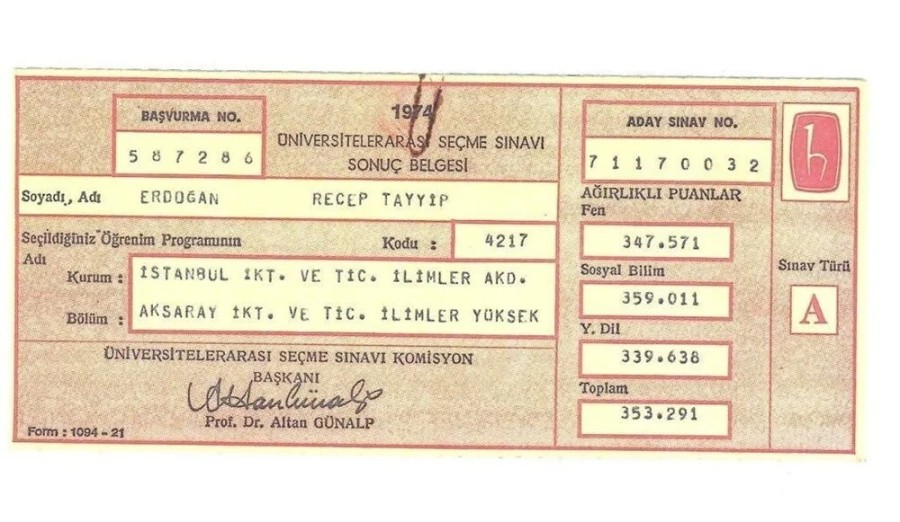 1974
BAŞVURMA NO.
587286
ÜNİVERSİTELERARASI SEÇME SINAVI
SONUÇ BELGESİ
Soyadı, Adı ERDOĞAN RECEP TAYYİP
Seçildiğiniz Öğrenim Programının Kodu : 4217
Adı
Kurum : İSTANBUL İKT. VE TİC. İLİMLER AKD.
Bölüm : AKSARAY İKT. VE TİC. İLİMLER YÜKSEK
ÜNİVERSİTELERARASI SEÇME SINAVI KOMİSYON
BAŞKANI
Prof. Dr. Altan GÜNALP
Form : 1094 - 21
ADAY SINAV NO.
71170032
AĞIRLIKLI PUANLAR
Fen
347.571
Sosyal Bilim
359.011
Y. Dil
339.638
Toplam
353.291
h
Sınav Türü
A